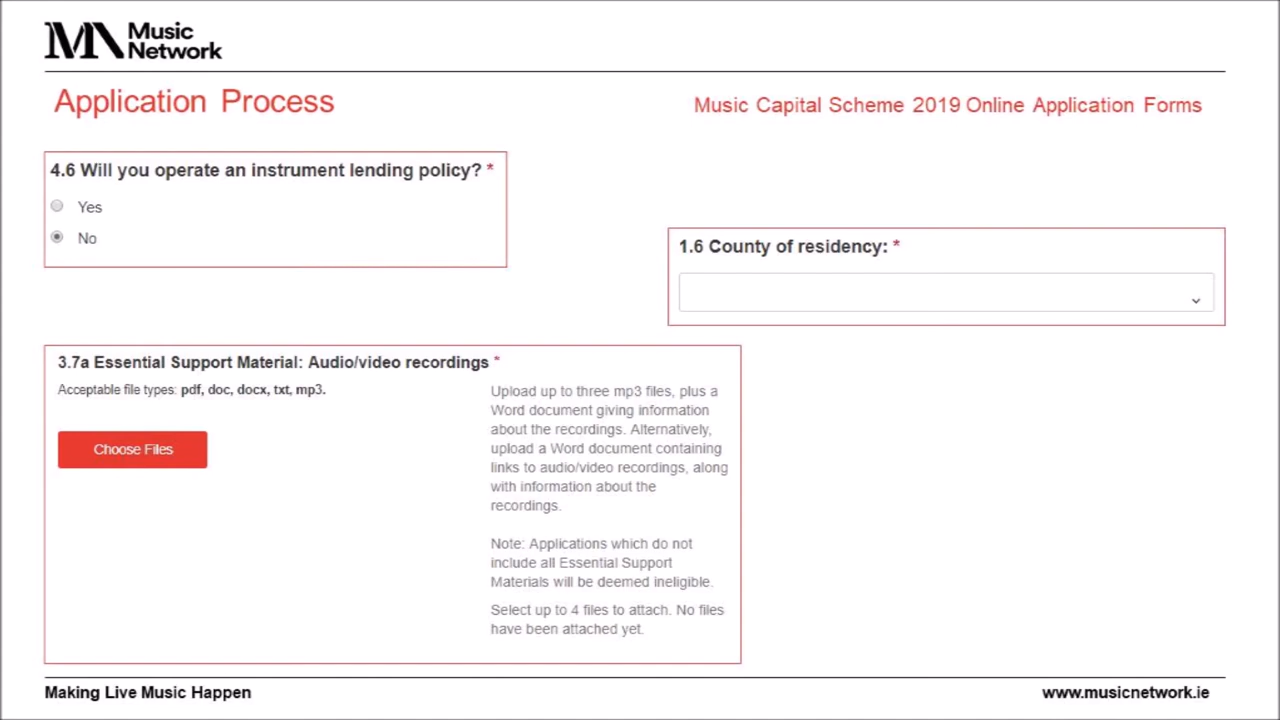 Music
Network
Application Process
Music Capital Scheme 2019 Online Application Forms
4.6 Will you operate an instrument lending policy? *
Yes
No
1.6 County of residency: *
3.7a Essential Support Material: Audio/video recordings *
Acceptable file types: pdf, doc, docx, txt, mp3.
Choose Files
Upload up to three mp3 files, plus a
Word document giving information
about the recordings. Alternatively,
upload a Word document containing
links to audio/video recordings, along
with information about the
recordings.
Note: Applications which do not
include all Essential Support
Materials will be deemed ineligible.
Select up to 4 files to attach. No files
have been attached yet.
Making Live Music Happen
www.musicnetwork.ie